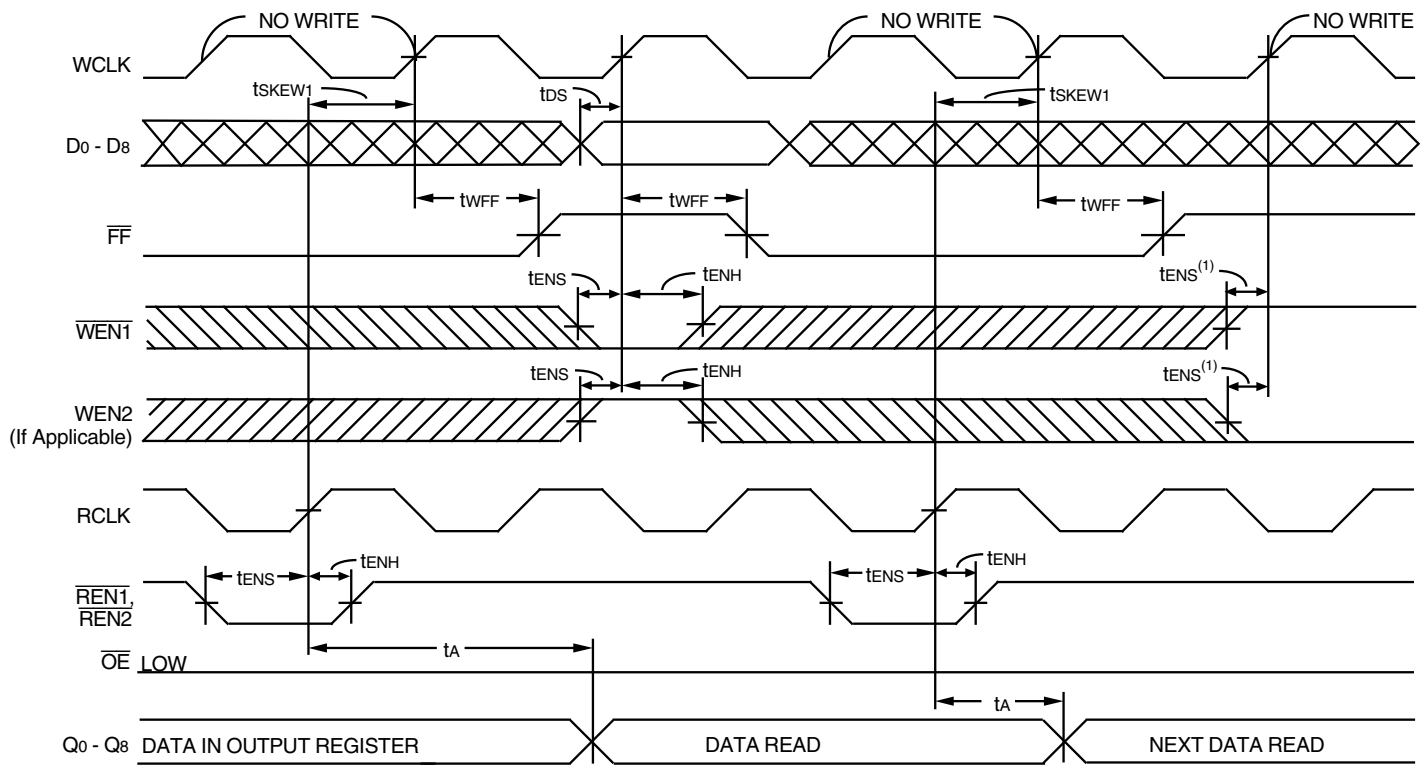 NO WRITE NO WRITE NO WRITE
WCLK
tSKEW1 tDS tSKEW1
D0 - D8
tWFF tWFF tWFF
FF
tENS tENH tENS(1)
WEN1
tENS tENH tENS(1)
WEN2
(If Applicable)
RCLK
tENS tENH tENS tENH
REN1,
REN2
tA
OE LOW
tA
Q0 - Q8 DATA IN OUTPUT REGISTER DATA READ NEXT DATA READ